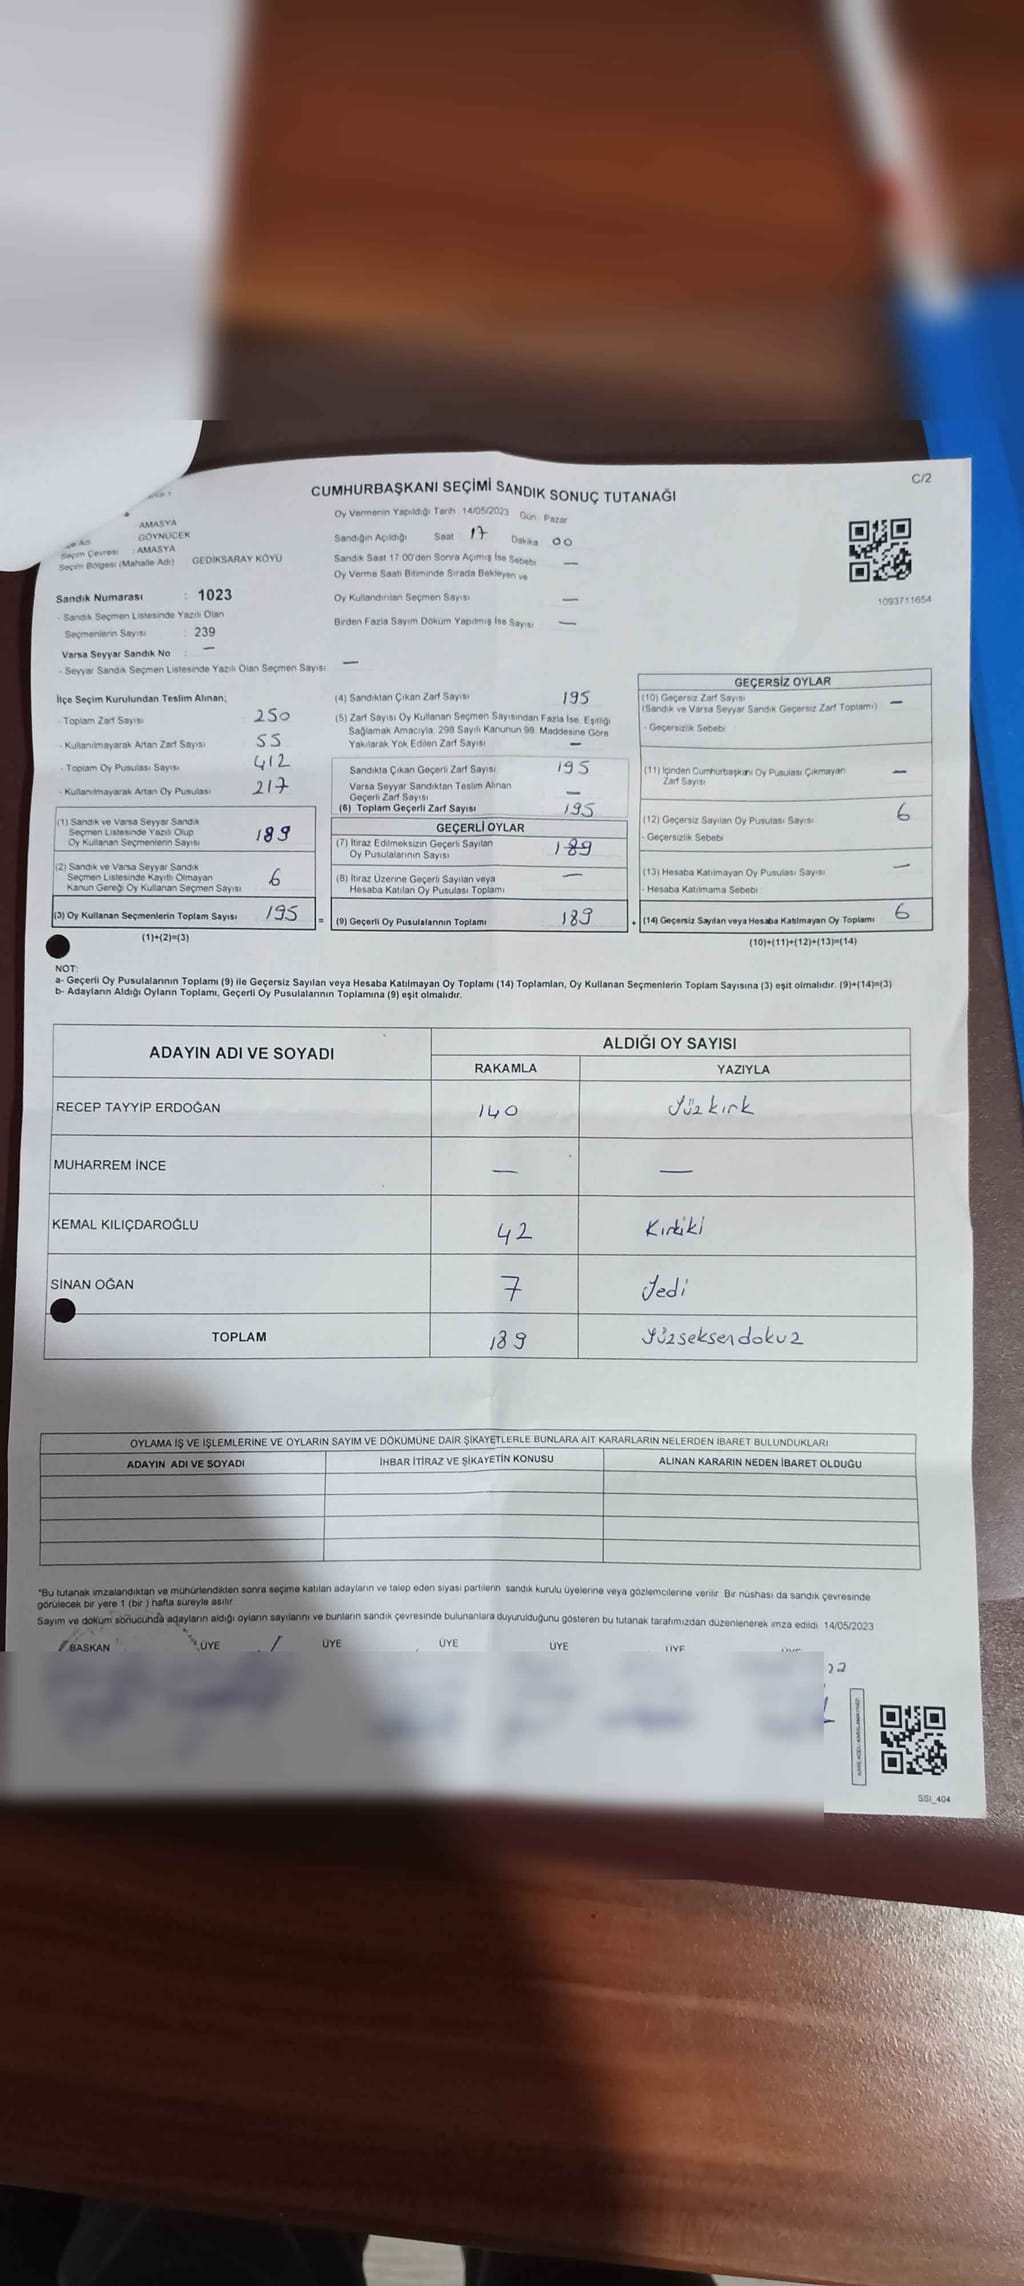 CUMHURBAŞKANI SEÇİMİ SANDIK SONUÇ TUTANAĞI
C/2
AMASYA
İlçe Adı GÖYNÜCEK
Seçim Çevresi : AMASYA
Seçim Bölgesi (Mahalle Adı) GEDİKSARAY KÖYÜ
Sandık Numarası : 1023
- Sandık Seçmen Listesinde Yazılı Olan
Seçmenlerin Sayısı : 239
Varsa Seyyar Sandık No : —
- Seyyar Sandık Seçmen Listesinde Yazılı Olan Seçmen Sayısı —
Oy Vermenin Yapıldığı Tarih 14/05/2023 Gün Pazar
Sandığın Açıldığı Saat 17 Dakika 00
Sandık Saat 17:00'den Sonra Açımış İse Sebebi —
Oy Verme Saati Bitiminde Sırada Bekleyen ve
Oy Kullandırılan Seçmen Sayısı —
Birden Fazla Sayım Döküm Yapılmış İse Sayısı —
1093711654
İlçe Seçim Kurulundan Teslim Alınan;
- Toplam Zarf Sayısı 250
- Kullanılmayarak Artan Zarf Sayısı 55
- Toplam Oy Pusulası Sayısı 412
- Kullanılmayarak Artan Oy Pusulası 217
(1) Sandık ve Varsa Seyyar Sandık
Seçmen Listesinde Yazılı Olup
Oy Kullanan Seçmenlerin Sayısı 189
(2) Sandık ve Varsa Seyyar Sandık
Seçmen Listesinde Kayıtlı Olmayan
Kanun Gereği Oy Kullanan Seçmen Sayısı 6
(3) Oy Kullanan Seçmenlerin Toplam Sayısı 195 =
(1)+(2)=(3)
(4) Sandıktan Çıkan Zarf Sayısı 195
(5) Zarf Sayısı Oy Kullanan Seçmen Sayısından Fazla İse, Eşitliği
Sağlamak Amacıyla, 298 Sayılı Kanunun 98. Maddesine Göre
Yakılarak Yok Edilen Zarf Sayısı —
Sandıkta Çıkan Geçerli Zarf Sayısı 195
Varsa Seyyar Sandıktan Teslim Alınan
Geçerli Zarf Sayısı —
(6) Toplam Geçerli Zarf Sayısı 195
GEÇERLİ OYLAR
(7) İtiraz Edilmeksizin Geçerli Sayılan
Oy Pusulalarının Sayısı 189
(8) İtiraz Üzerine Geçerli Sayılan veya
Hesaba Katılan Oy Pusulası Toplamı —
(9) Geçerli Oy Pusulalarının Toplamı 189 +
GEÇERSİZ OYLAR
(10) Geçersiz Zarf Sayısı —
(Sandık ve Varsa Seyyar Sandık Geçersiz Zarf Toplamı)
- Geçersizlik Sebebi
(11) İçinden Cumhurbaşkanı Oy Pusulası Çıkmayan —
Zarf Sayısı
(12) Geçersiz Sayılan Oy Pusulası Sayısı 6
- Geçersizlik Sebebi
(13) Hesaba Katılmayan Oy Pusulası Sayısı —
- Hesaba Katılmama Sebebi
(14) Geçersiz Sayılan veya Hesaba Katılmayan Oy Toplamı 6
(10)+(11)+(12)+(13)=(14)
NOT:
a- Geçerli Oy Pusulalarının Toplamı (9) ile Geçersiz Sayılan veya Hesaba Katılmayan Oy Toplamı (14) Toplamları, Oy Kullanan Seçmenlerin Toplam Sayısına (3) eşit olmalıdır. (9)+(14)=(3)
b- Adayların Aldığı Oyların Toplamı, Geçerli Oy Pusulalarının Toplamına (9) eşit olmalıdır.
ADAYIN ADI VE SOYADI ALDIĞI OY SAYISI
RAKAMLA YAZIYLA
RECEP TAYYİP ERDOĞAN 140 Yüzkırk
MUHARREM İNCE — —
KEMAL KILIÇDAROĞLU 42 Kırkiki
SİNAN OĞAN 7 Yedi
TOPLAM 189 Yüzseksendokuz
OYLAMA İŞ VE İŞLEMLERİNE VE OYLARIN SAYIM VE DÖKÜMÜNE DAİR ŞİKAYETLERLE BUNLARA AİT KARARLARIN NELERDEN İBARET BULUNDUKLARI
ADAYIN ADI VE SOYADI İHBAR İTİRAZ VE ŞİKAYETİN KONUSU ALINAN KARARIN NEDEN İBARET OLDUĞU
*Bu tutanak imzalandıktan ve mühürlendikten sonra seçime katılan adayların ve talep eden siyasi partilerin sandık kurulu üyelerine veya gözlemcilerine verilir. Bir nüshası da sandık çevresinde
görülecek bir yere 1 (bir ) hafta süreyle asılır.
Sayım ve döküm sonucunda adayların aldığı oyların sayılarını ve bunların sandık çevresinde bulunanlara duyurulduğunu gösteren bu tutanak tarafımızdan düzenlenerek imza edildi. 14/05/2023
BAŞKAN ÜYE ÜYE ÜYE ÜYE ÜYE
SSI_404